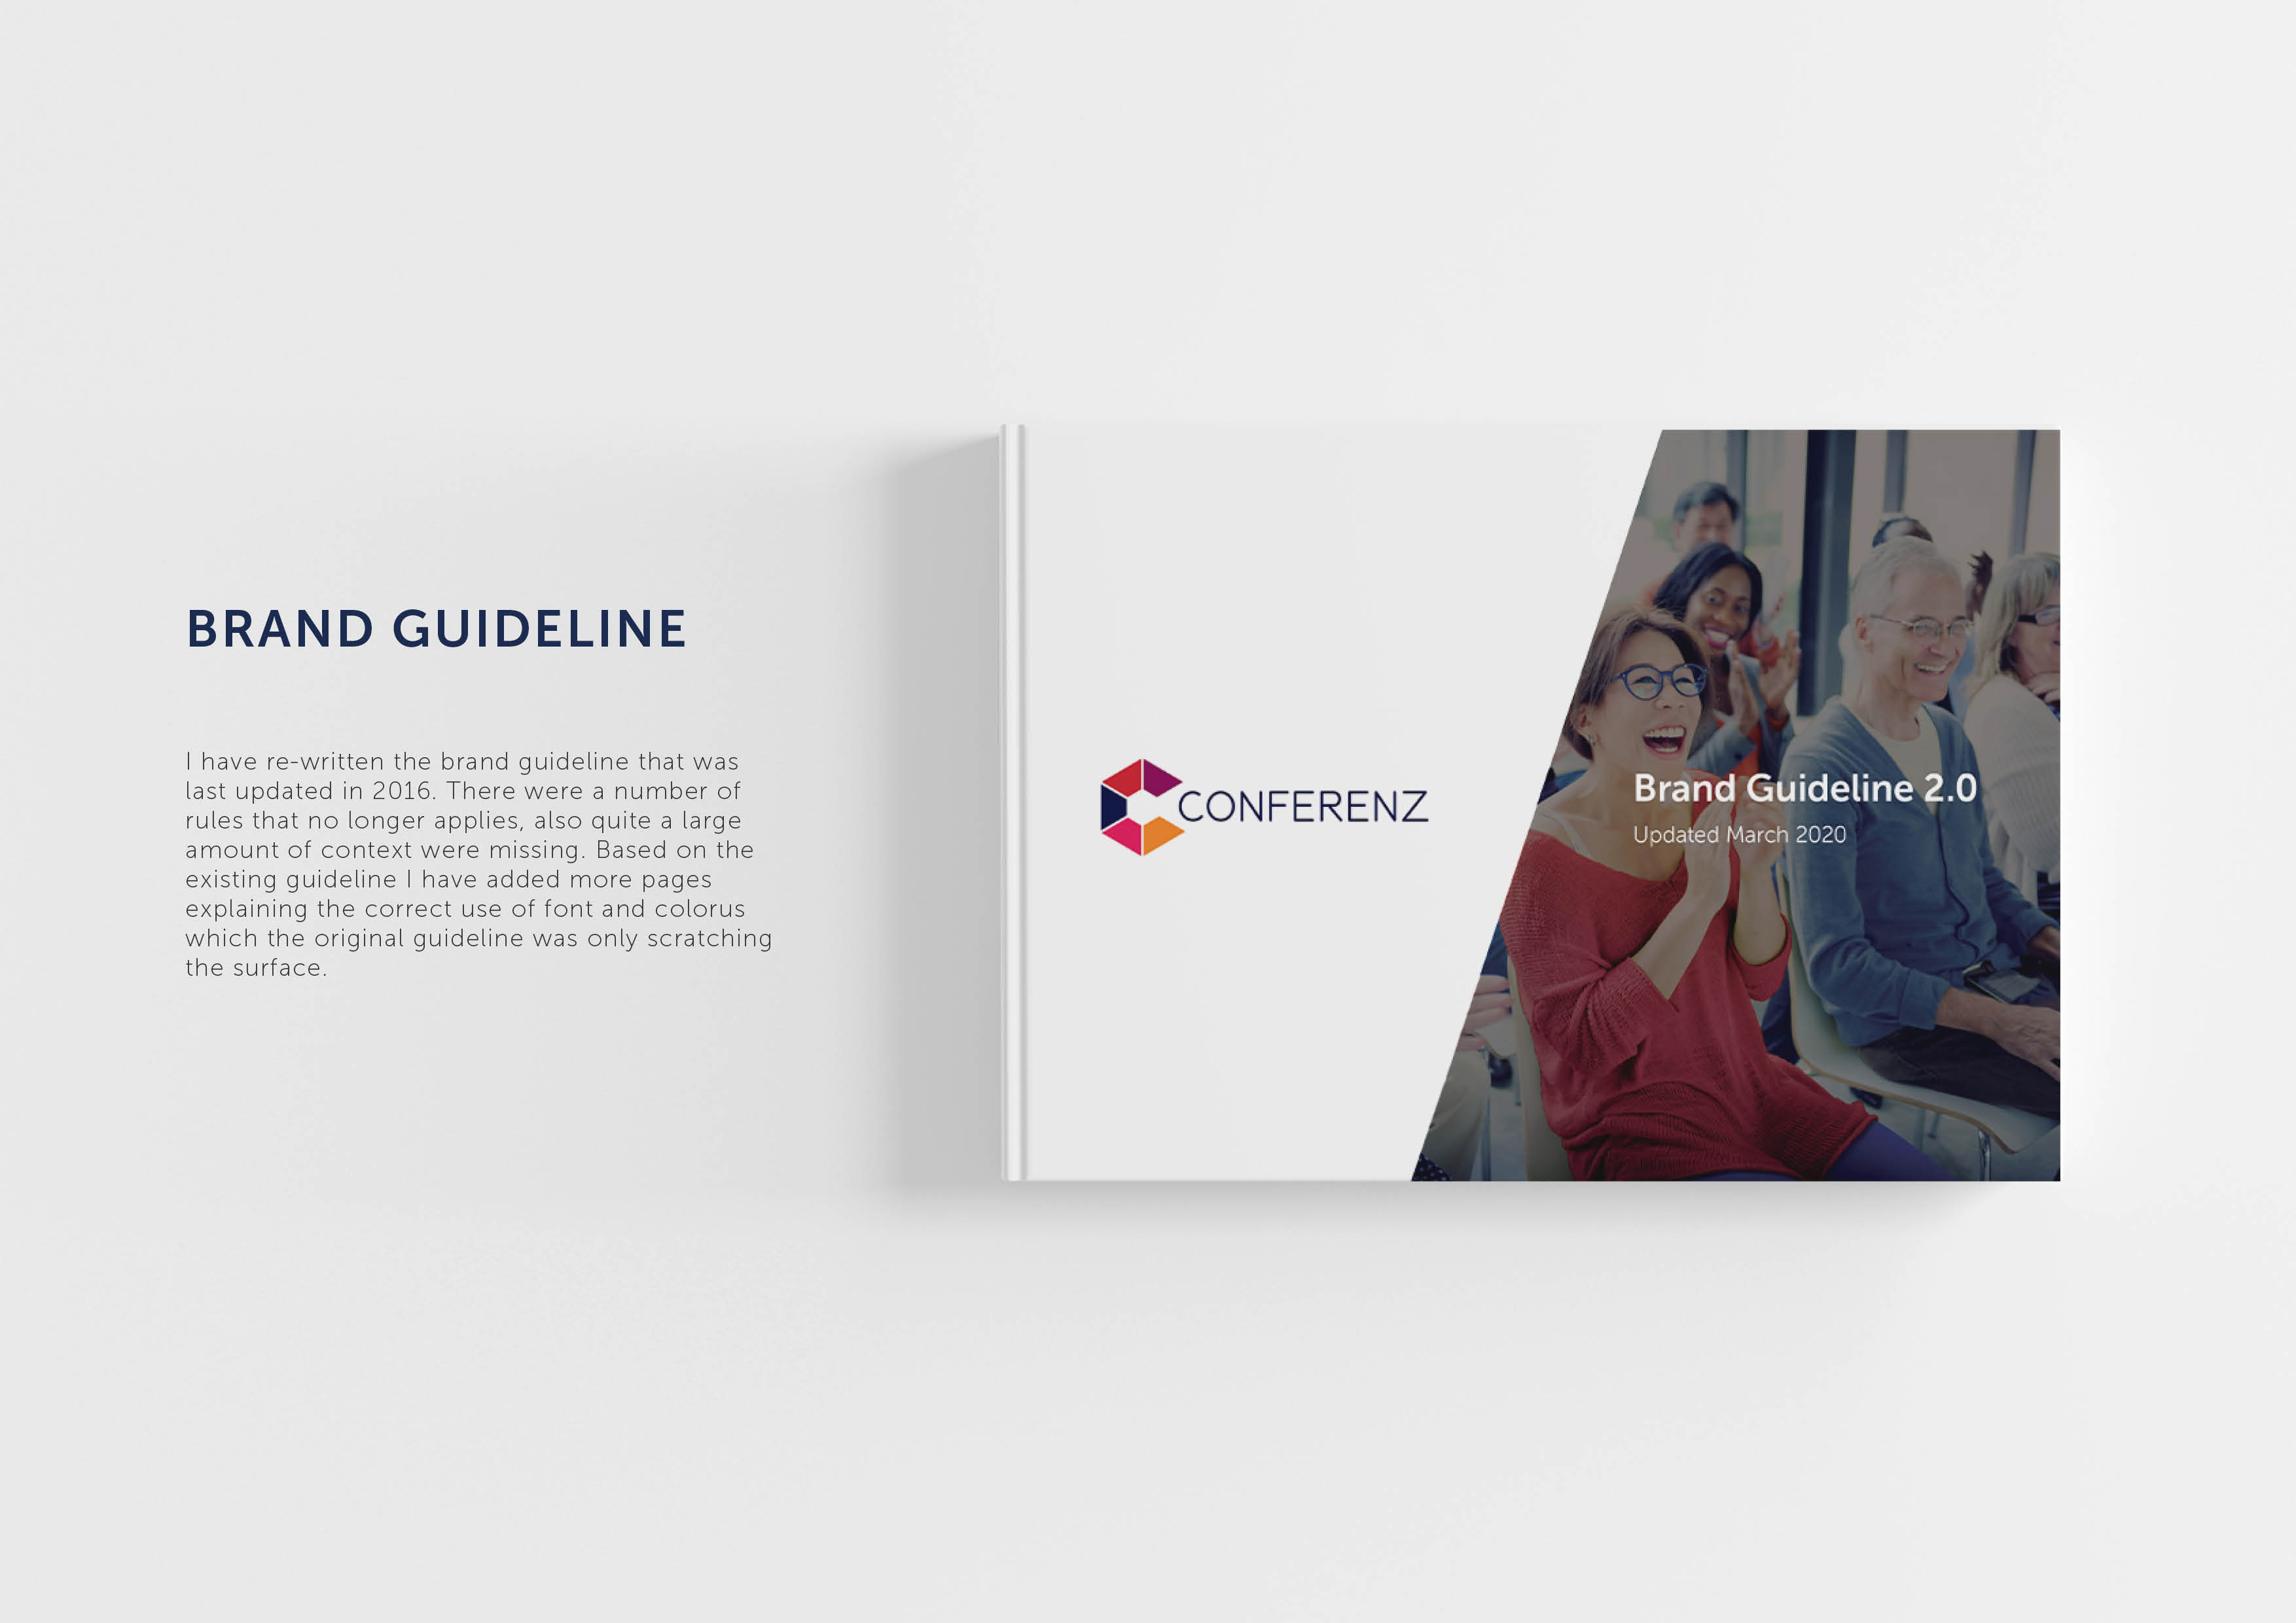 BRAND GUIDELINE
I have re-written the brand guideline that was
last updated in 2016. There were a number of
rules that no longer applies, also quite a large
amount of context were missing. Based on the
existing guideline I have added more pages
explaining the correct use of font and colorus
which the original guideline was only scratching
the surface.
CONFERENZ
Brand Guideline 2.0
Updated March 2020